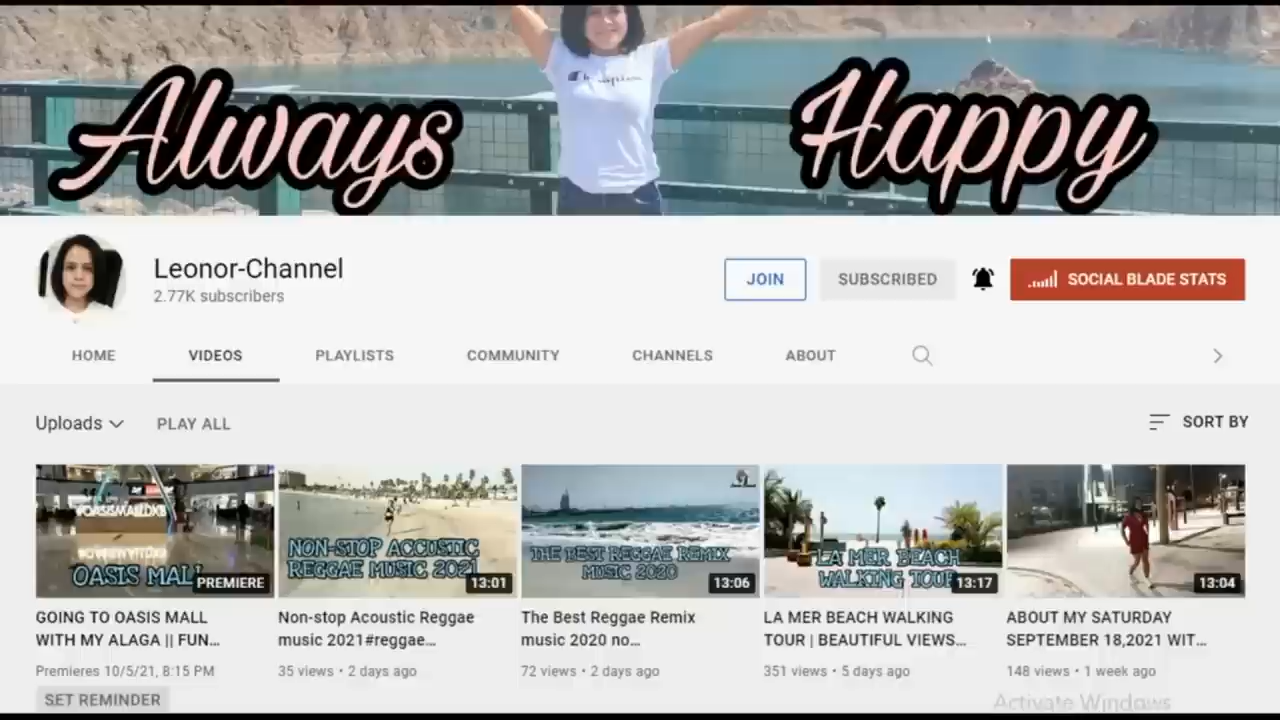 Always Happy
Leonor-Channel
2.77K subscribers
JOIN
SUBSCRIBED
SOCIAL BLADE STATS
HOME
VIDEOS
PLAYLISTS
COMMUNITY
CHANNELS
ABOUT
Uploads
PLAY ALL
SORT BY
OASIS MALL
PREMIERE
NON-STOP ACCUSTIC
REGGAE MUSIC 2021
13:01
THE BEST REGGAE REMIX
MUSIC 2020
13:06
LA MER BEACH
WALKING TOUR
13:17
13:04
GOING TO OASIS MALL
WITH MY ALAGA || FUN...
Premieres 10/5/21, 8:15 PM
SET REMINDER
Non-stop Acoustic Reggae
music 2021#reggae...
35 views • 2 days ago
The Best Reggae Remix
music 2020 no...
72 views • 2 days ago
LA MER BEACH WALKING
TOUR | BEAUTIFUL VIEWS...
351 views • 5 days ago
ABOUT MY SATURDAY
SEPTEMBER 18,2021 WIT...
148 views • 1 week ago
Activate Windows